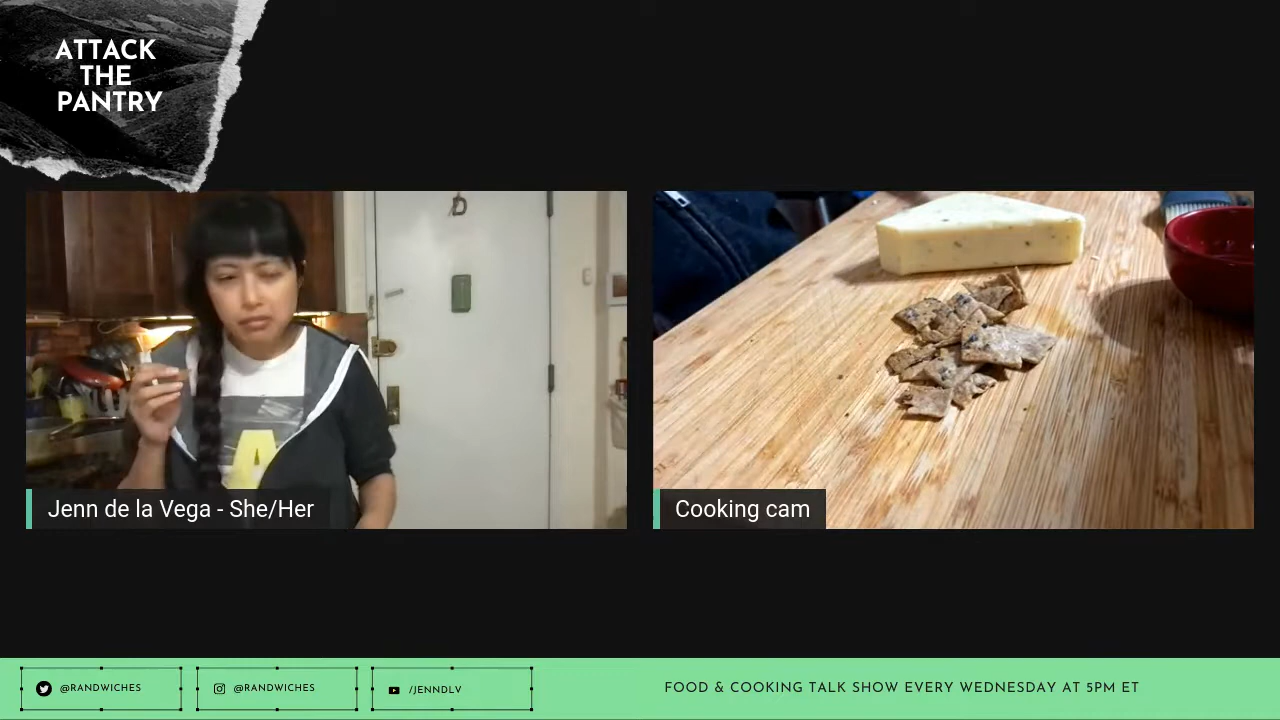 ATTACK
THE
PANTRY
D
A
Jenn de la Vega - She/Her
Cooking cam
@RANDWICHES
@RANDWICHES
/JENNDLV
FOOD & COOKING TALK SHOW EVERY WEDNESDAY AT 5PM ET